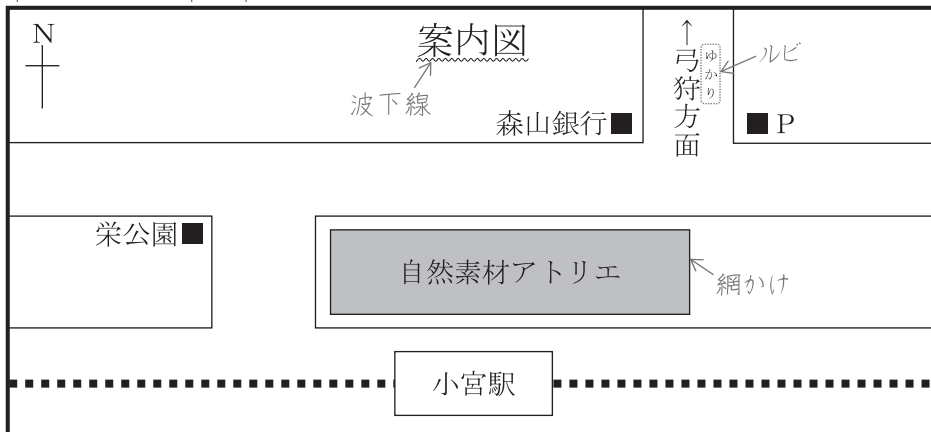 N
案内図
波下線
森山銀行■
↑弓狩方面
ゆかり
ルビ
■P
栄公園■
自然素材アトリエ
網かけ
小宮駅